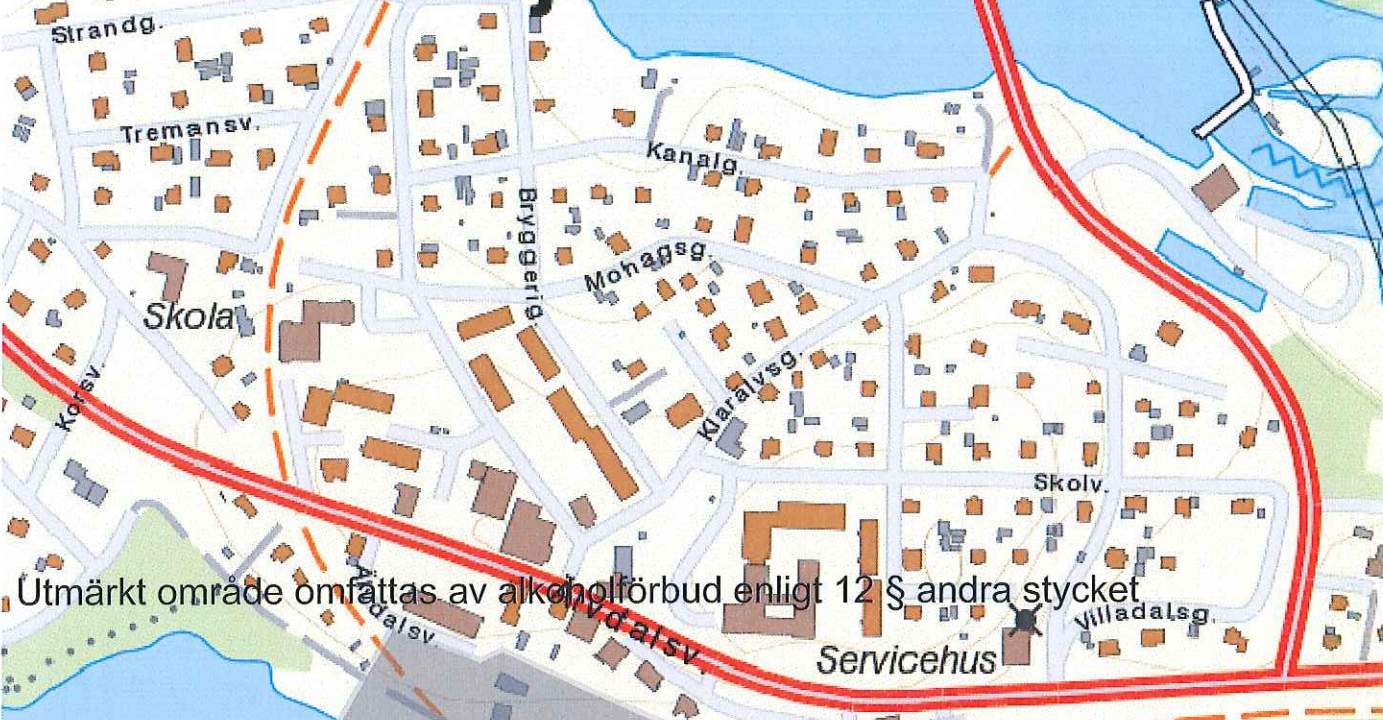 Strandg.
Tremansv.
Kanalg.
Bryggerig.
Mohagsg.
Skola
Korsv.
Klaralvsg.
Skolv.
Utmärkt område omfattas av alkoholförbud enligt 12 § andra stycket
Villadalsg.
Servicehus